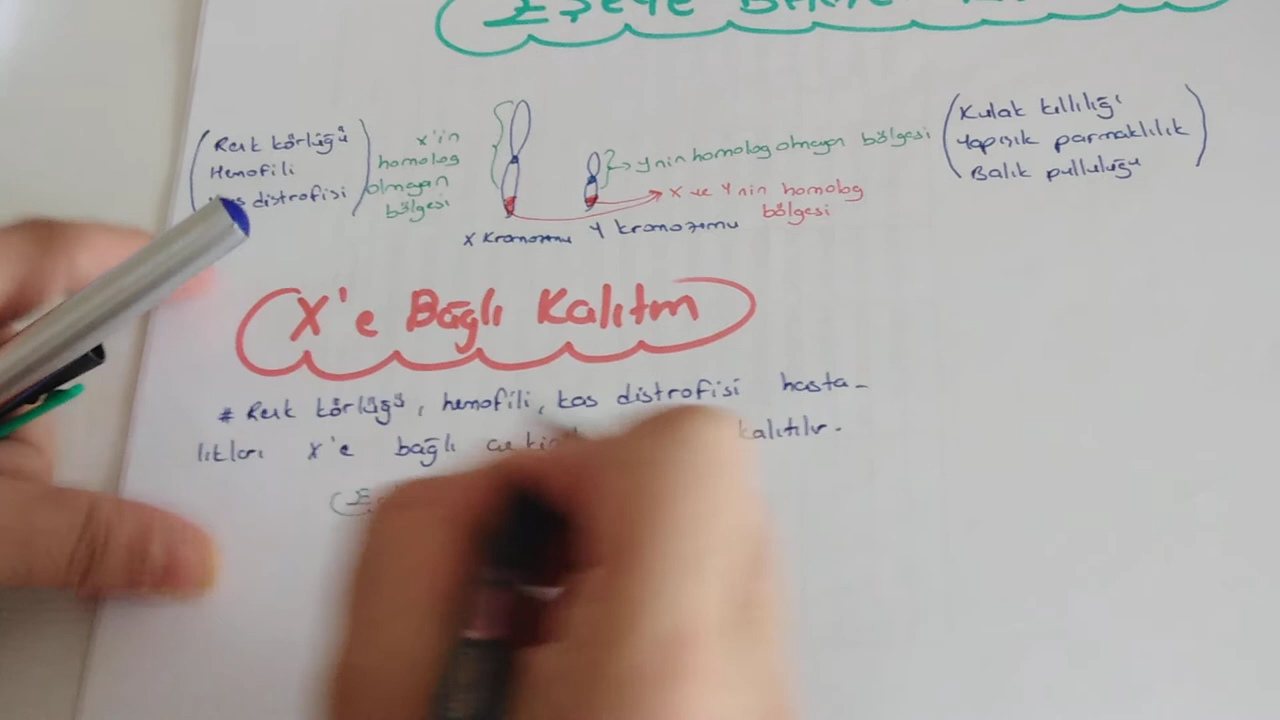 Eşeye
(Renk körlüğü
Hemofili
distrofisi)
X'in
homolog
olmayan
bölgesi
Y nin homolog olmayan bölgesi
X ve Y nin homolog
bölgesi
X Kromozomu Y kromozomu
(Kulak kıllılığı
Yapışık parmaklılık
Balık pulluluğu)
X'e Bağlı Kalıtım
# Renk körlüğü, hemofili, kas distrofisi hasta-
lıkları X'e bağlı kalıtılır.